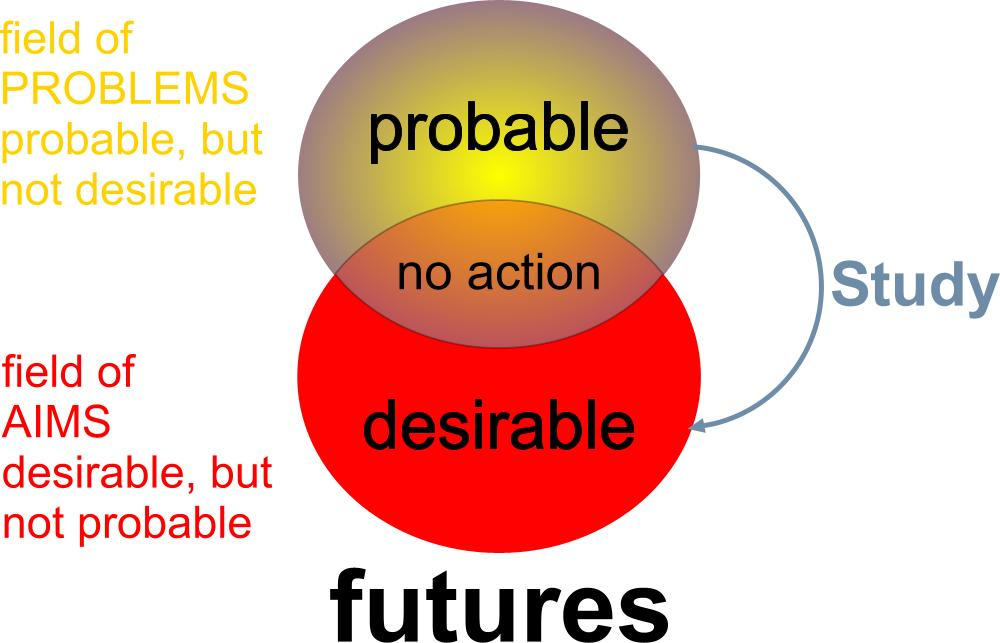 field of
PROBLEMS
probable, but
not desirable
probable
no action
Study
field of
AIMS
desirable, but
not probable
desirable
futures